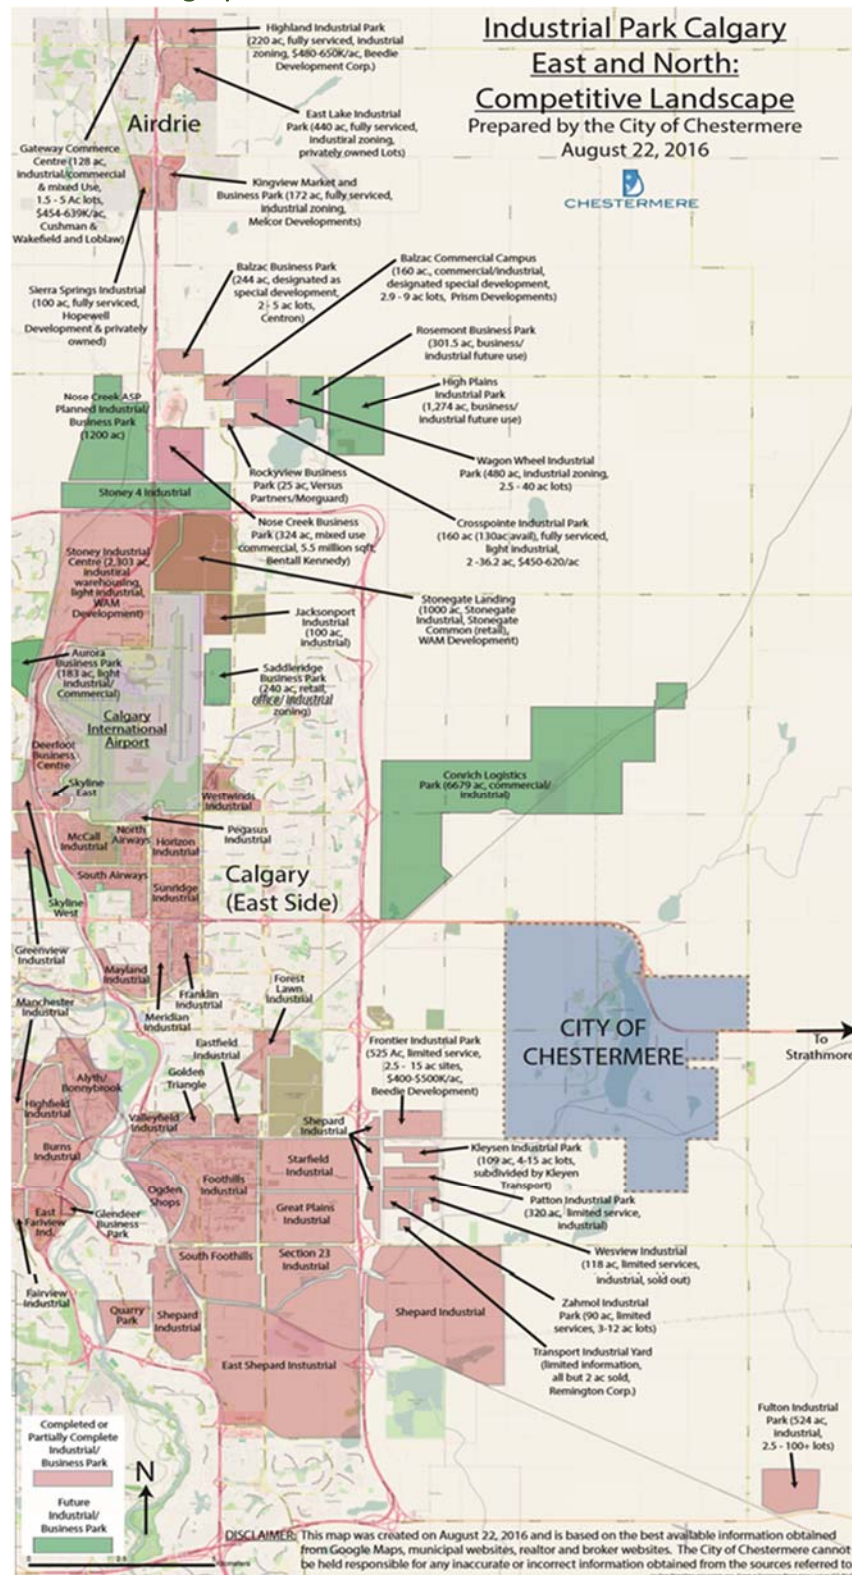 Industrial Park Calgary
East and North:
Competitive Landscape
Prepared by the City of Chestermere
August 22, 2016
CHESTERMERE
Highland Industrial Park
(220 ac, fully serviced, industrial
zoning, $480-650K/ac, Beedie
Development Corp.)
East Lake Industrial
Park (440 ac, fully serviced,
industiral zoning,
privately owned Lots)
Airdrie
Gateway Commerce
Centre (128 ac,
industrial/commercial
& mixed Use,
1.5 - 5 Ac lots,
$454-639K/ac,
Cushman &
Wakefield and Loblaw)
Kingview Market and
Business Park (172 ac, fully serviced,
industrial zoning,
Melcor Developments)
Sierra Springs Industrial
(100 ac, fully serviced,
Hopewell
Development & privately
owned)
Balzac Business Park
(244 ac, designated as
special development,
2 - 5 ac lots,
Centron)
Balzac Commercial Campus
(160 ac., commercial/industrial,
designated special development,
2.9 - 9 ac lots, Prism Developments)
Rosemont Business Park
(301.5 ac, business/
industrial future use)
High Plains
Industrial Park
(1,274 ac, business/
industrial future use)
Nose Creek ASP
Planned Industrial/
Business Park
(1200 ac)
Wagon Wheel Industrial
Park (480 ac, industrial zoning,
2.5 - 40 ac lots)
Rockyview Business
Park (25 ac, Versus
Partners/Morguard)
Stoney 4 Industrial
Nose Creek Business
Park (324 ac, mixed use
commercial, 5.5 million sqft,
Bentall Kennedy)
Crosspointe Industrial Park
(160 ac (130ac avail), fully serviced,
light industrial,
2 -36.2 ac, $450-620/ac
Stoney Industrial
Centre (2,303 ac,
industiral
warehousing,
light industrial,
WAM
Development)
Stonegate Landing
(1000 ac, Stonegate
Industrial, Stonegate
Common (retail),
WAM Development)
Jacksonport
Industrial
(100 ac,
industrial)
Aurora
Business Park
(183 ac, light
Industrial/
Commercial)
Saddleridge
Business Park
(240 ac, retail,
office/ industrial
zoning)
Calgary
International
Airport
Deerfoot
Business
Centre
Skyline
East
Westwinds
Industrial
Conrich Logistics
Park (6679 ac, commercial/
industrial)
McCall
Industrial
North
Airways
Horizon
Industrial
Pegasus
Industrial
South Airways
Sunridge
Industrial
Calgary
(East Side)
Skyline
West
Greenview
Industrial
Mayland
Industrial
Franklin
Industrial
Meridian
Industrial
Forest
Lawn
Industrial
Manchester
Industrial
Eastfield
Industrial
Golden
Triangle
Frontier Industrial Park
(525 Ac, limited service,
2.5 - 15 ac sites,
$400-$500K/ac,
Beedie Development)
CITY OF
CHESTERMERE
To
Strathmore
Alyth/
Bonnybrook
Highfield
Industrial
Valleyfield
Industrial
Shepard
Industrial
Burns
Industrial
Starfield
Industrial
Kleysen Industrial Park
(109 ac, 4-15 ac lots,
subdivided by Kleyen
Transport)
Foothills
Industrial
Ogden
Shops
Patton Industrial Park
(320 ac, limited service,
industrial)
East
Fariview
Ind.
Glendeer
Business
Park
Great Plains
Industrial
South Foothills
Section 23
Industrial
Wesview Industrial
(118 ac, limited services,
industrial, sold out)
Fairview
Industrial
Quarry
Park
Shepard
Industrial
Shepard Industrial
Zahmol Industrial
Park (90 ac, limited
services, 3-12 ac lots)
East Shepard Instustrial
Transport Industrial Yard
(limited information,
all but 2 ac sold,
Remington Corp.)
Fulton Industrial
Park (524 ac,
industrial,
2.5 - 100+ lots)
Completed or
Partially Complete
Industrial/
Business Park
Future
Industrial/
Business Park
N
DISCLAIMER: This map was created on August 22, 2016 and is based on the best available information obtained
from Google Maps, municipal websites, realtor and broker websites. The City of Chestermere cannot
be held responsible for any inaccurate or incorrect information obtained from the sources referred to